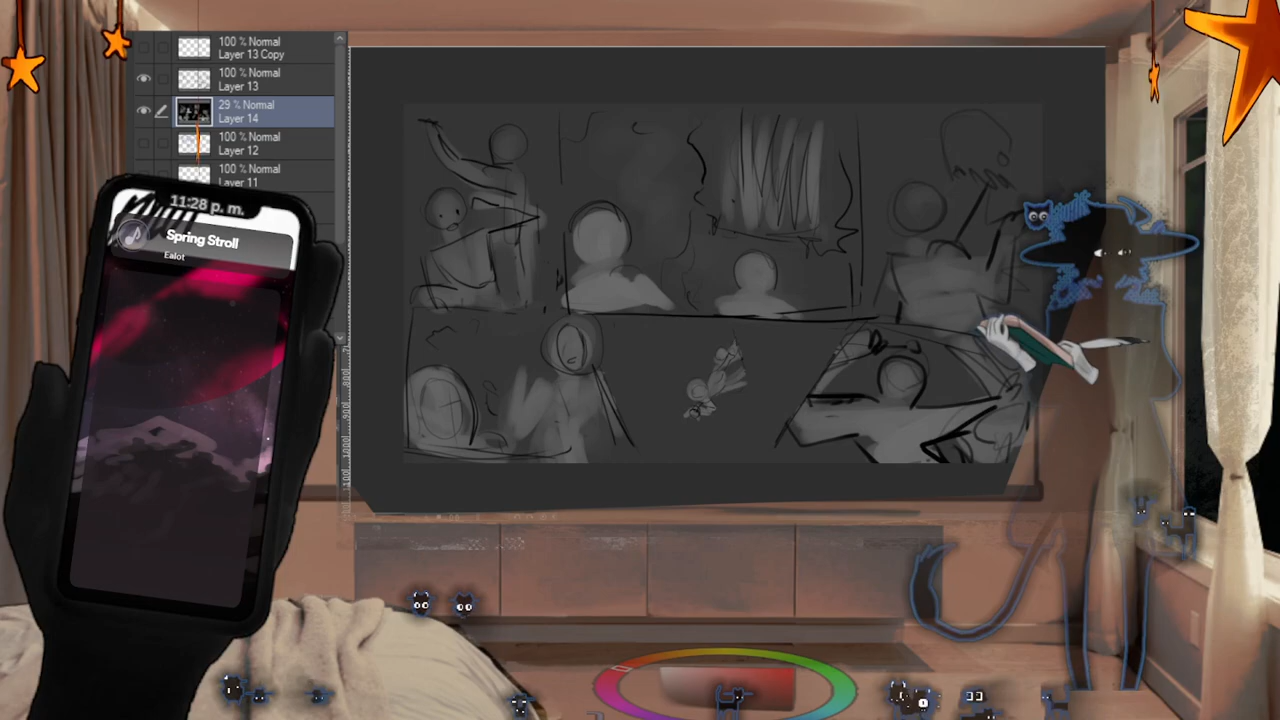 100 % Normal
Layer 13 Copy
100 % Normal
Layer 13
29 % Normal
Layer 14
100 % Normal
Layer 12
100 % Normal
Layer 11
11:28 p. m.
Spring Stroll
Ealot